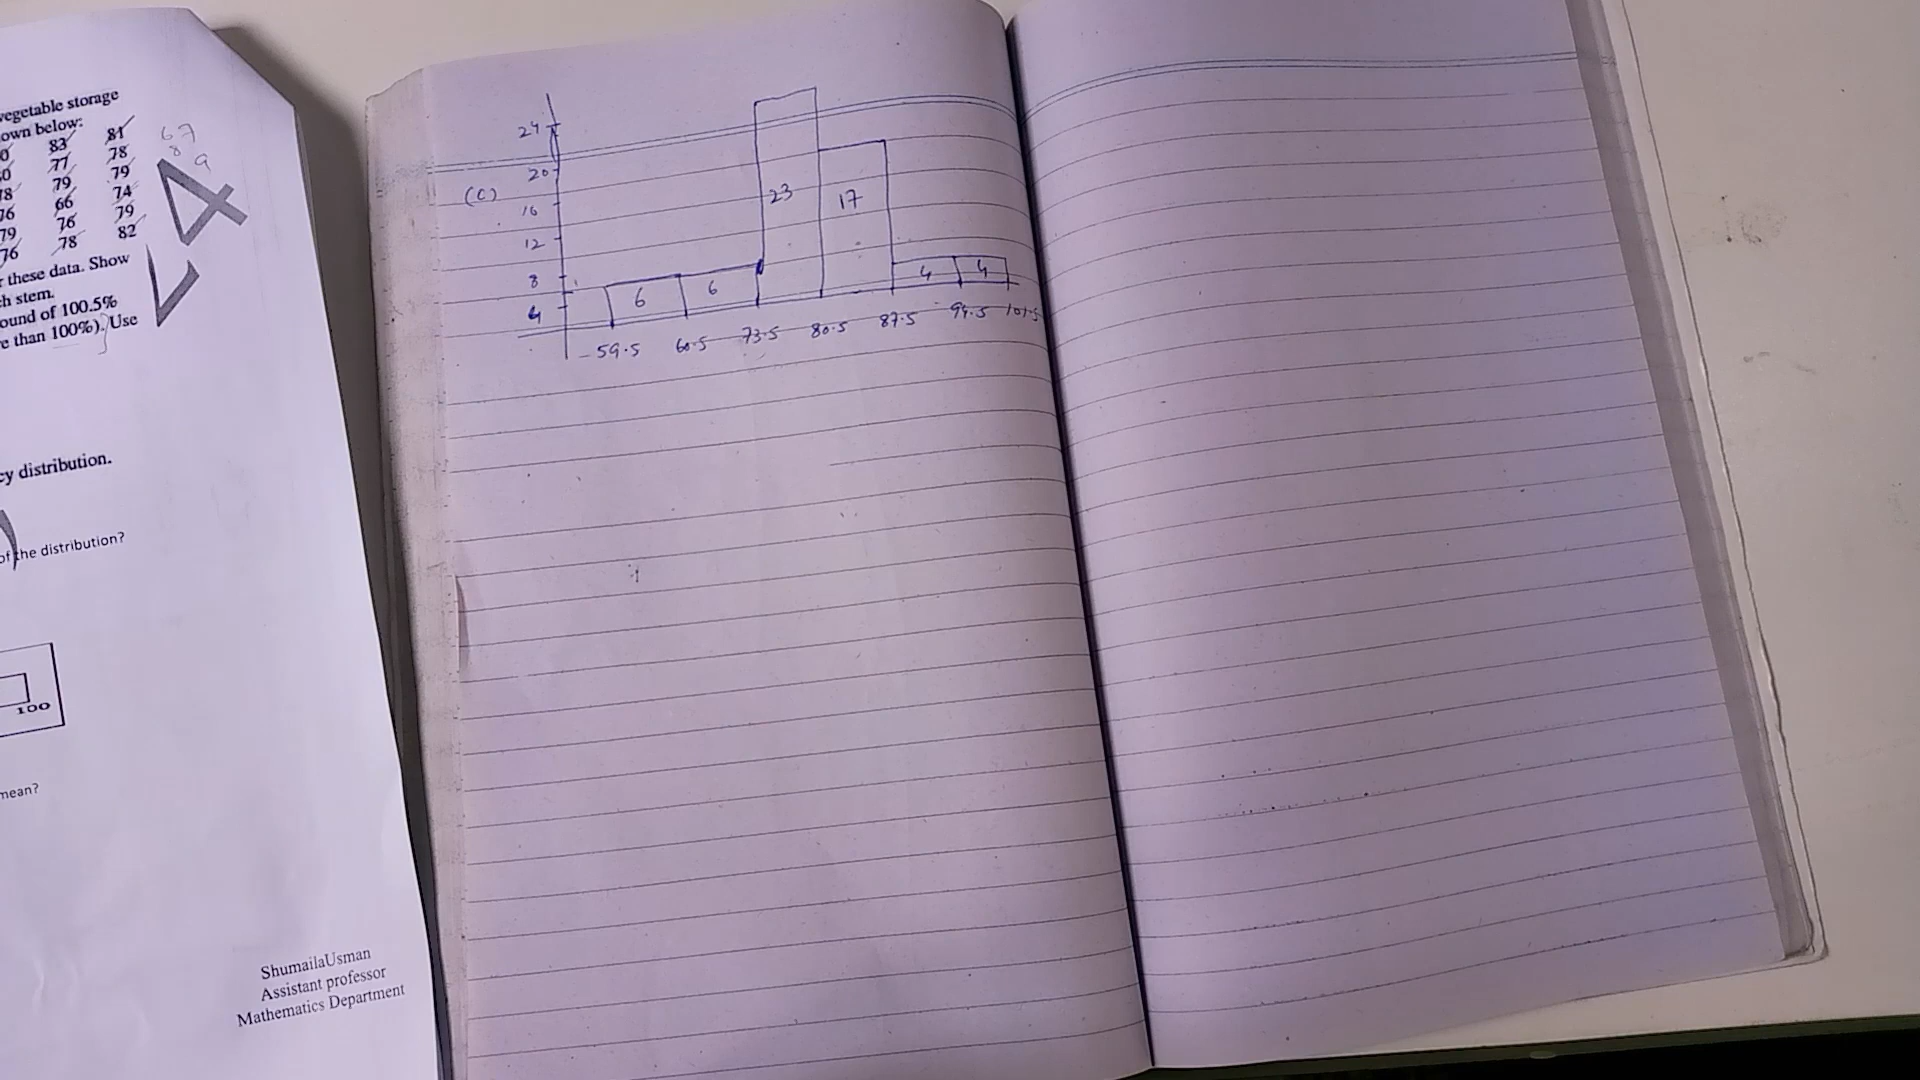 vegetable storage
own below:
0 83 81
0 77 78
78 79 79
76 66 74
79 76 79
76 78 82
r these data. Show
ch stem.
ound of 100.5%
e than 100%). Use
cy distribution.
of the distribution?
100
mean?
ShumailaUsman
Assistant professor
Mathematics Department
67
8
9
(C)
24
20
16
12
8
4
6 6 23 17 4 4
59.5 66.5 73.5 80.5 87.5 94.5 101.5